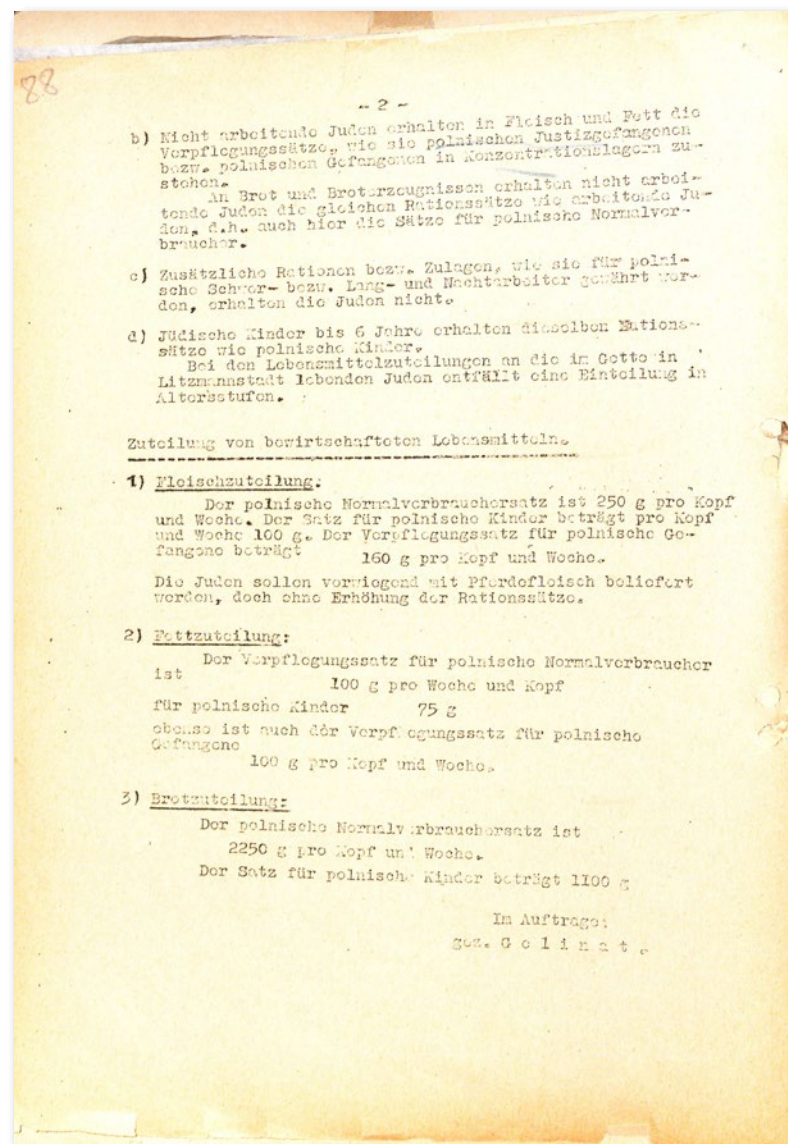 88
- 2 -
b) Nicht arbeitende Juden erhalten in Fleisch und Fett die
Verpflegungssätze, wie sie polnischen Justizgefangenen
bezw. polnischen Gefangenen in Konzentrationslagern zu-
stehen.
An Brot und Broterzeugnissen erhalten nicht arbei-
tende Juden die gleichen Rationssätze wie arbeitende Ju-
den, d.h. auch hier die Sätze für polnische Normalver-
braucher.
c) Zusätzliche Rationen bezw. Zulagen, wie sie für polni-
sche Schwer- bezw. Lang- und Nachtarbeiter gewährt wer-
den, erhalten die Juden nicht.
d) Jüdische Kinder bis 6 Jahre erhalten dieselben Rations-
sätze wie polnische Kinder.
Bei den Lebensmittelzuteilungen an die im Getto in
Litzmannstadt lebenden Juden entfällt eine Einteilung in
Altersstufen.
Zuteilung von bewirtschafteten Lebensmitteln.
1) Fleischzuteilung:
Der polnische Normalverbrauchersatz ist 250 g pro Kopf
und Woche. Der Satz für polnische Kinder beträgt pro Kopf
und Woche 100 g. Der Verpflegungssatz für polnische Ge-
fangene beträgt 160 g pro Kopf und Woche.
Die Juden sollen vorwiegend mit Pferdefleisch beliefert
werden, doch ohne Erhöhung der Rationssätze.
2) Fettzuteilung:
Der Verpflegungssatz für polnische Normalverbraucher
ist
100 g pro Woche und Kopf
für polnische Kinder 75 g
ebenso ist auch der Verpflegungssatz für polnische
Gefangene
100 g pro Kopf und Woche.
3) Brotzuteilung:
Der polnische Normalverbrauchersatz ist
2250 g pro Kopf und Woche.
Der Satz für polnische Kinder beträgt 1100 g
Im Auftrage:
gez. G e l i n a t .